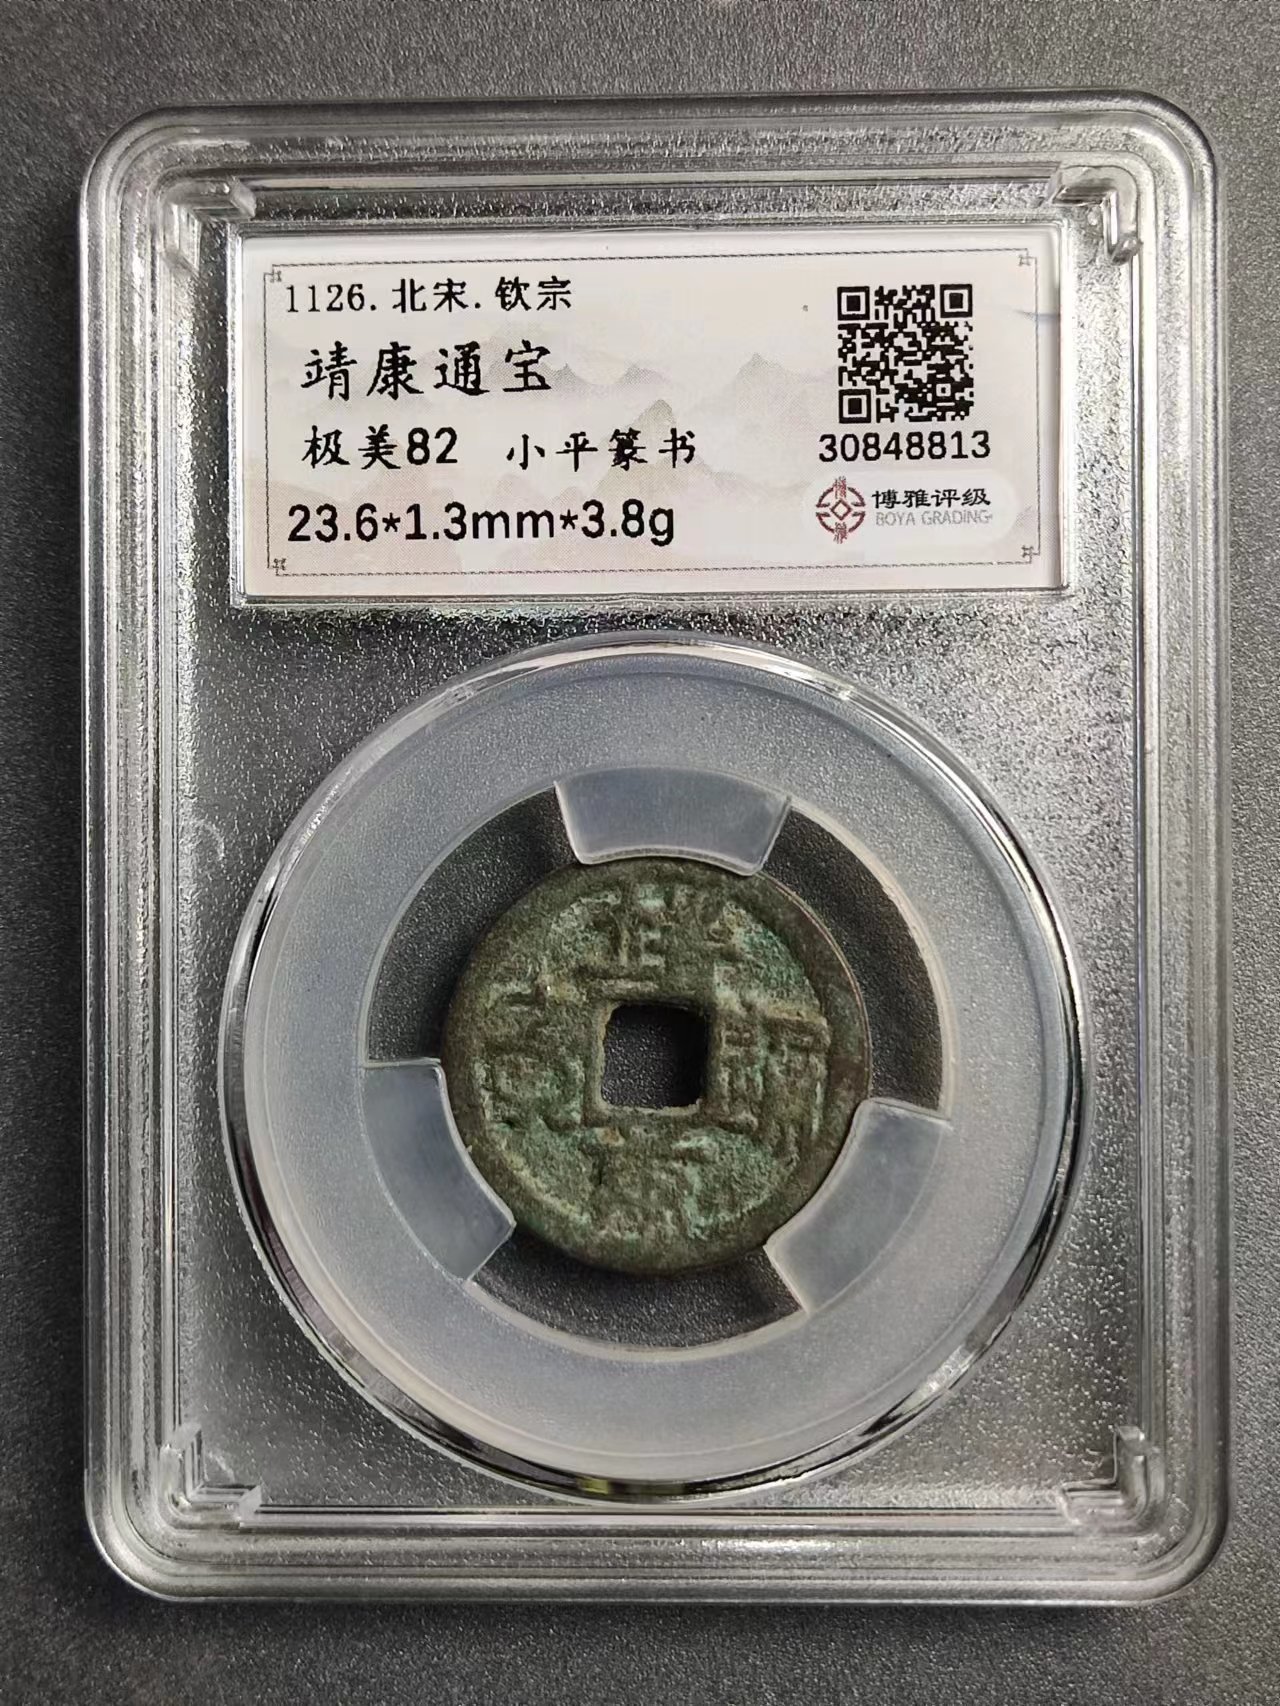 1126.北宋.钦宗
靖康通宝
极美82 小平篆书
23.6*1.3mm*3.8g
30848813
博雅评级
BOYA GRADING